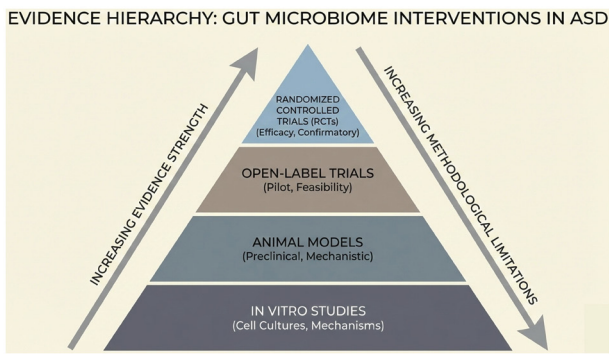 EVIDENCE HIERARCHY: GUT MICROBIOME INTERVENTIONS IN ASD
INCREASING EVIDENCE STRENGTH
RANDOMIZED
CONTROLLED
TRIALS (RCTs)
(Efficacy, Confirmatory)
OPEN-LABEL TRIALS
(Pilot, Feasibility)
ANIMAL MODELS
(Preclinical, Mechanistic)
IN VITRO STUDIES
(Cell Cultures, Mechanisms)
INCREASING METHODOLOGICAL LIMITATIONS